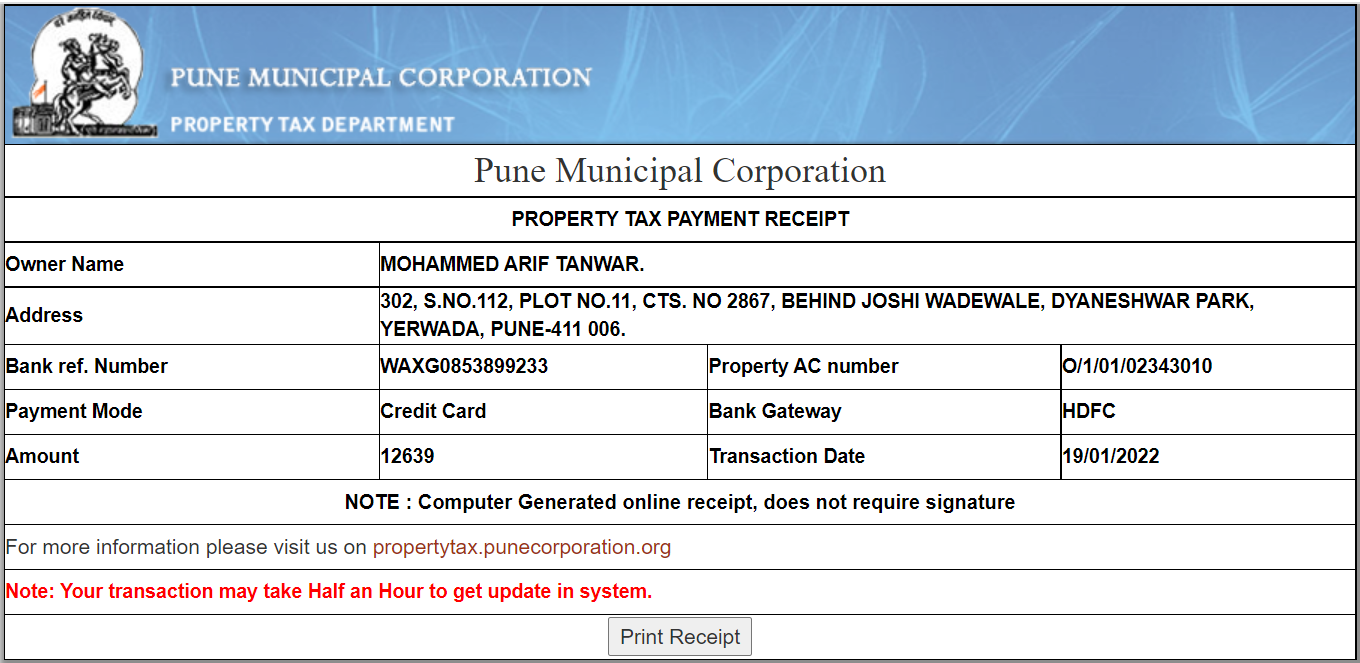 PUNE MUNICIPAL CORPORATION
PROPERTY TAX DEPARTMENT
Pune Municipal Corporation
PROPERTY TAX PAYMENT RECEIPT
Owner Name MOHAMMED ARIF TANWAR.
Address 302, S.NO.112, PLOT NO.11, CTS. NO 2867, BEHIND JOSHI WADEWALE, DYANESHWAR PARK,
YERWADA, PUNE-411 006.
Bank ref. Number WAXG0853899233 Property AC number O/1/01/02343010
Payment Mode Credit Card Bank Gateway HDFC
Amount 12639 Transaction Date 19/01/2022
NOTE : Computer Generated online receipt, does not require signature
For more information please visit us on propertytax.punecorporation.org
Note: Your transaction may take Half an Hour to get update in system.
Print Receipt